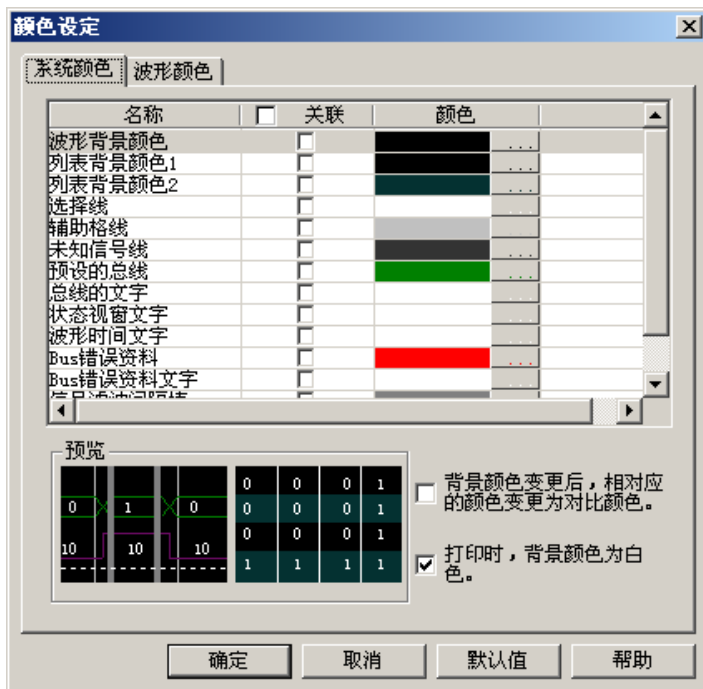 颜色设定
系统颜色 波形颜色
名称 关联 颜色
波形背景颜色 ...
列表背景颜色1 ...
列表背景颜色2 ...
选择线 ...
辅助格线 ...
未知信号线 ...
预设的总线 ...
总线的文字 ...
状态视窗文字 ...
波形时间文字 ...
Bus错误资料 ...
Bus错误资料文字 ...
预览
0 1 0
10 10 10
0 0 0 1
0 0 0 1
0 0 0 1
1 1 1 1
背景颜色变更后，相对应
的颜色变更为对比颜色。
打印时，背景颜色为白
色。
确定 取消 默认值 帮助